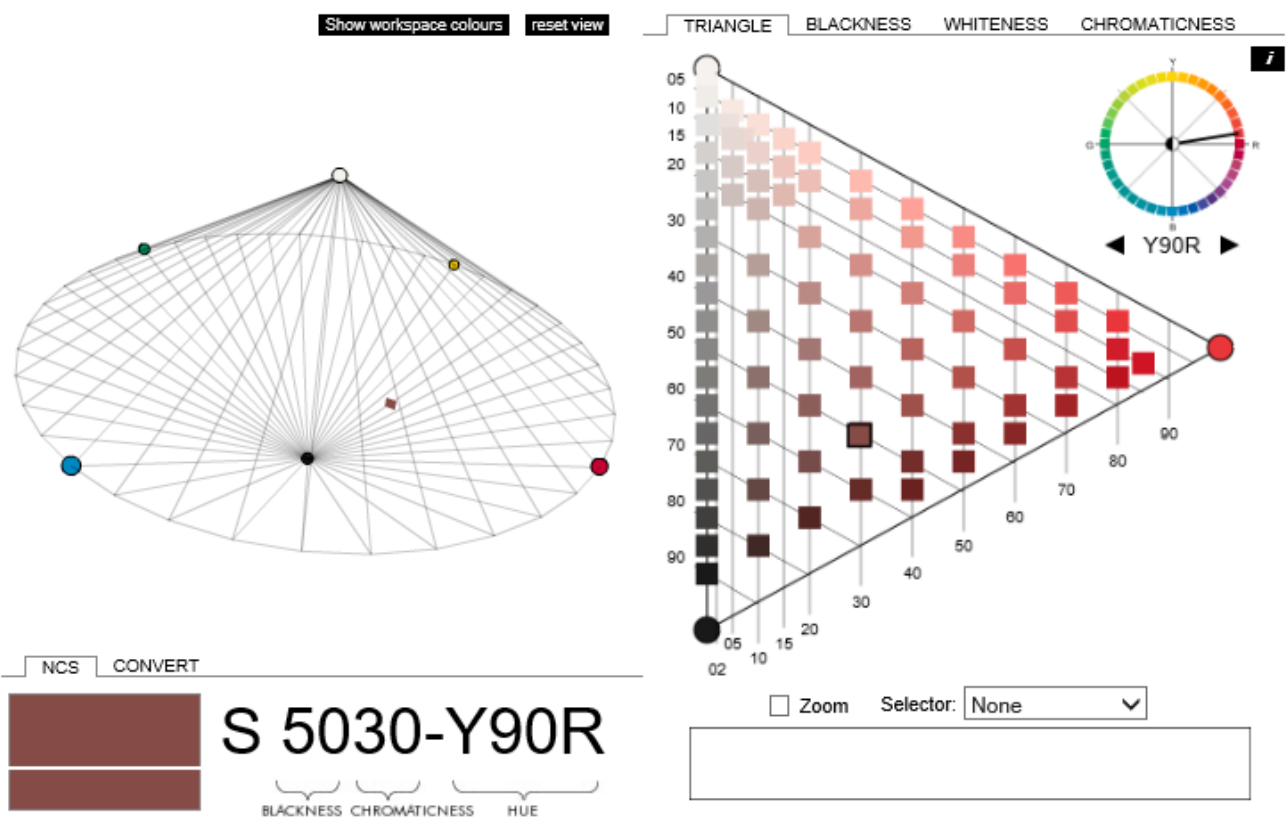 Show workspace colours reset view
TRIANGLE BLACKNESS WHITENESS CHROMATICNESS
i
05
10
15
20
30
40
50
60
70
80
90
Y
G R
B
Y90R
90
80
70
60
50
40
30
20
15
10
05
02
NCS CONVERT
S 5030-Y90R
BLACKNESS CHROMATICNESS HUE
Zoom Selector: None